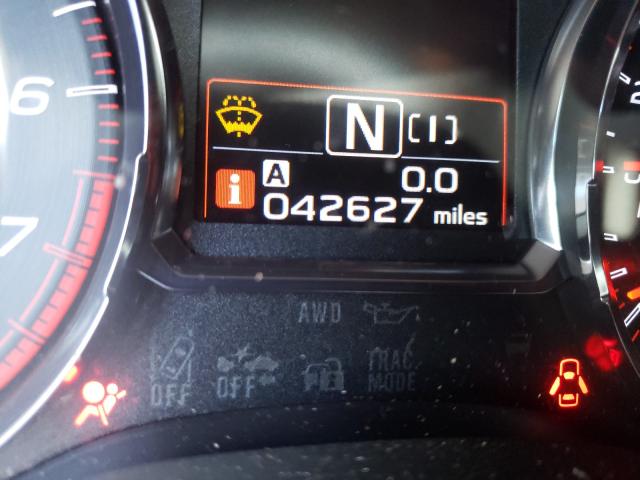 6
N (1)
i A 0.0
042627 miles
7
AWD
OFF OFF TRAC MODE